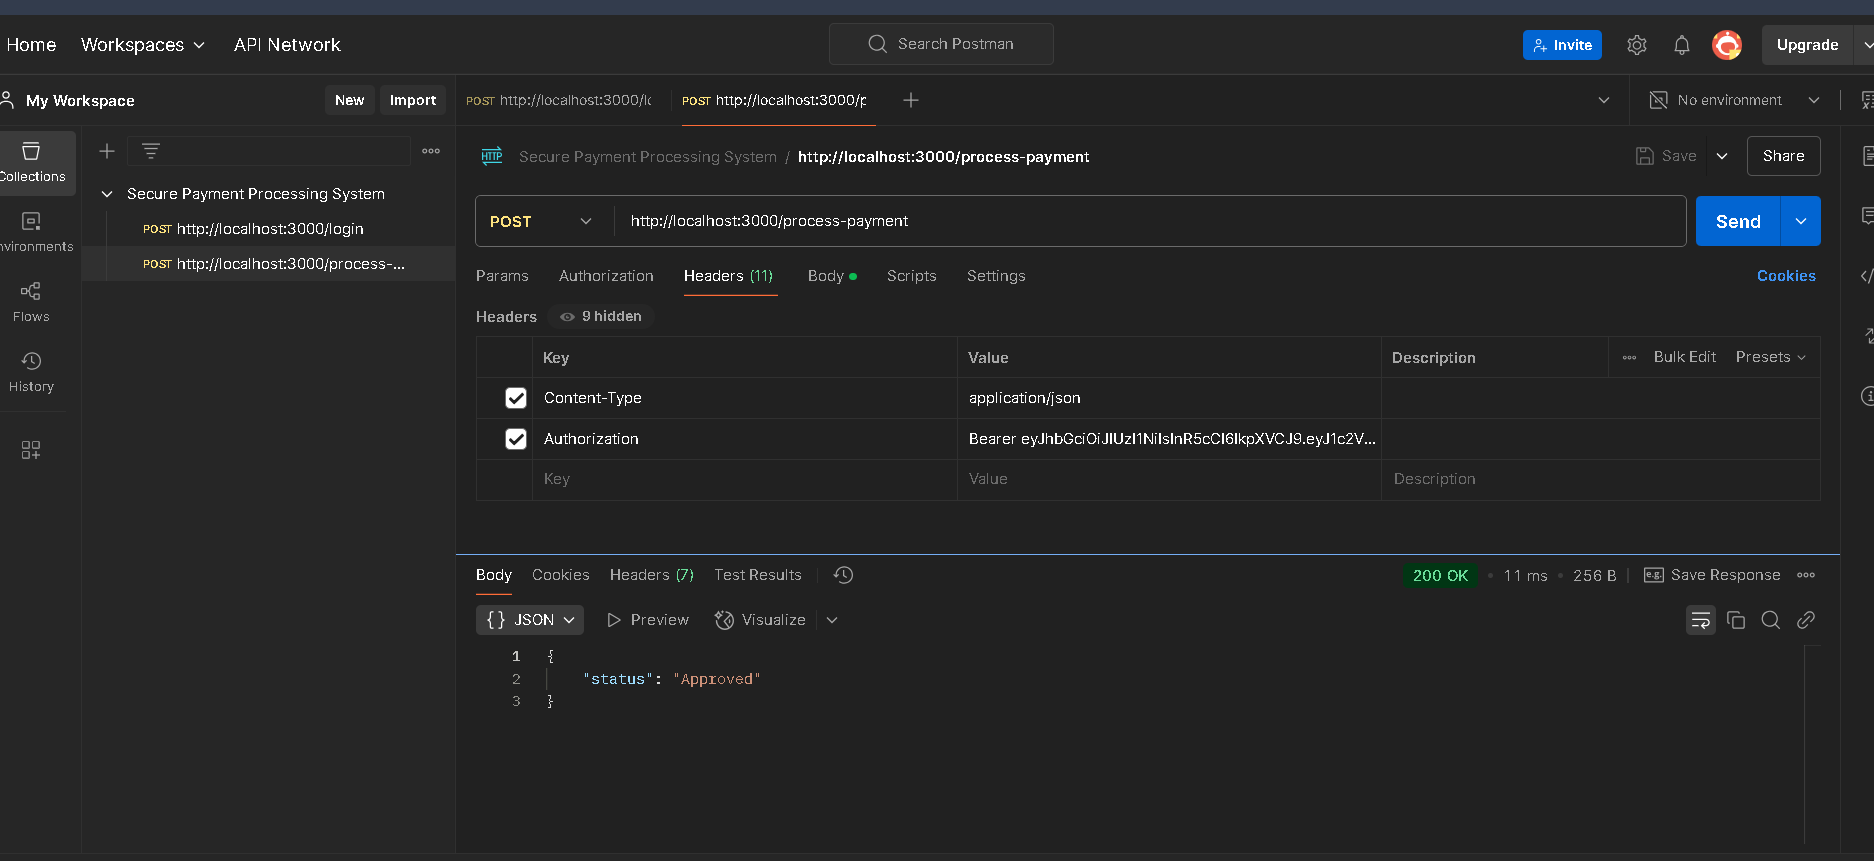 Home Workspaces API Network Search Postman Invite Upgrade
My Workspace New Import POST http://localhost:3000/lo POST http://localhost:3000/p No environment
Collections
Secure Payment Processing System / http://localhost:3000/process-payment Save Share
Secure Payment Processing System
POST http://localhost:3000/login
POST http://localhost:3000/process-...
nvironments
Flows
History
POST http://localhost:3000/process-payment Send
Params Authorization Headers (11) Body Scripts Settings Cookies
Headers 9 hidden
Key Value Description Bulk Edit Presets
Content-Type application/json
Authorization Bearer eyJhbGciOiJIUzI1NiIsInR5cCI6IkpXVCJ9.eyJ1c2V...
Key Value Description
Body Cookies Headers (7) Test Results 200 OK 11 ms 256 B e.g. Save Response
{} JSON Preview Visualize
1 {
2 "status": "Approved"
3 }